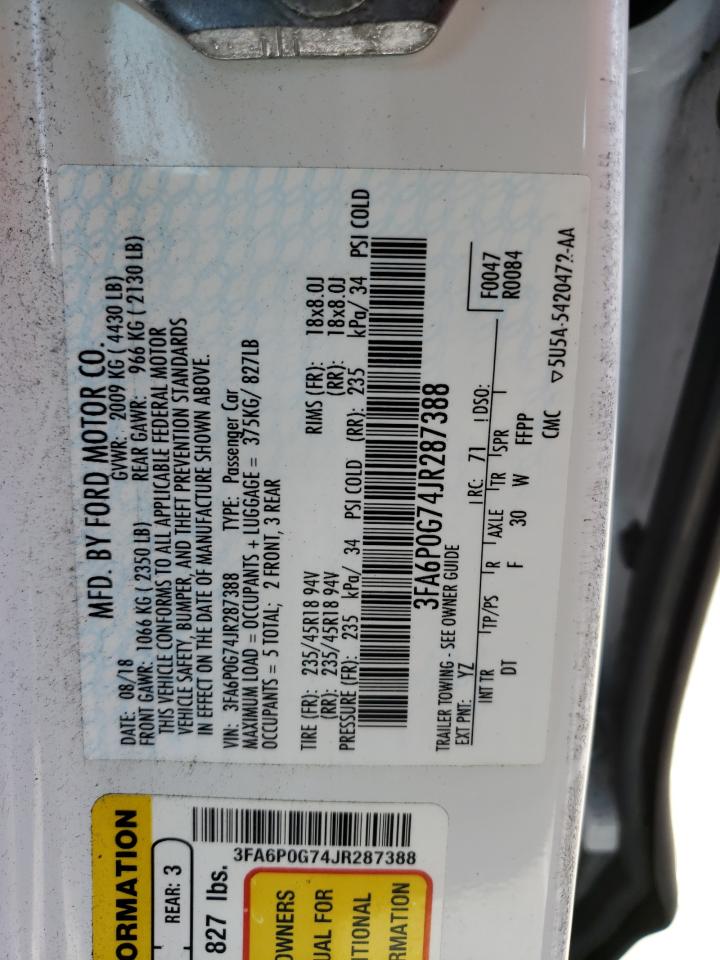 MFD. BY FORD MOTOR CO.
DATE: 08/18 GVWR: 2009 KG ( 4430 LB)
FRONT GAWR: 1066 KG ( 2350 LB) REAR GAWR: 966 KG ( 2130 LB)
THIS VEHICLE CONFORMS TO ALL APPLICABLE FEDERAL MOTOR
VEHICLE SAFETY, BUMPER, AND THEFT PREVENTION STANDARDS
IN EFFECT ON THE DATE OF MANUFACTURE SHOWN ABOVE.
VIN: 3FA6P0G74JR287388 TYPE: Passenger Car
MAXIMUM LOAD = OCCUPANTS + LUGGAGE = 375KG/ 827LB
OCCUPANTS = 5 TOTAL; 2 FRONT, 3 REAR
TIRE (FR): 235/45R18 94V RIMS (FR): 18x8.0J
(RR): 235/45R18 94V (RR): 18x8.0J
PRESSURE (FR): 235 kPa/ 34 PSI COLD (RR): 235 kPa/ 34 PSI COLD
3FA6P0G74JR287388
TRAILER TOWING - SEE OWNER GUIDE
EXT PNT: YZ RC: 71 DSO: F0047
INT TR TP/PS R AXLE TR SPR R0084
DT F 30 W FFPP
CMC ▽5U5A-5420472-AA
ORMATION
REAR: 3
827 lbs.
3FA6P0G74JR287388
OWNERS
UAL FOR
ITIONAL
RMATION